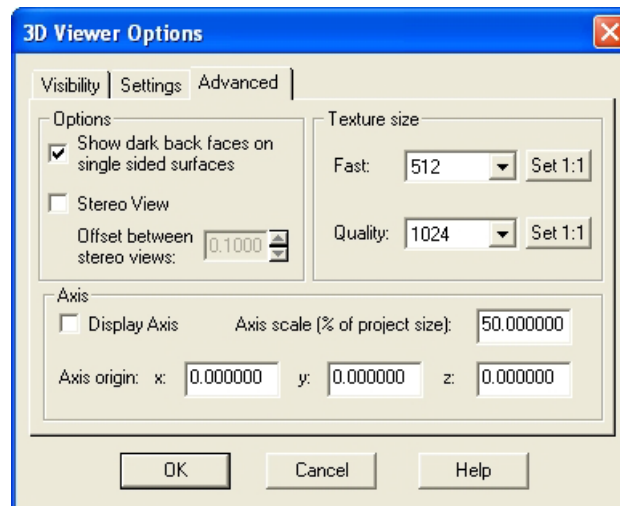 3D Viewer Options
Visibility Settings Advanced
Options
Show dark back faces on
single sided surfaces
Stereo View
Offset between
stereo views:
0.1000
Texture size
Fast: 512 Set 1:1
Quality: 1024 Set 1:1
Axis
Display Axis Axis scale (% of project size): 50.000000
Axis origin: x: 0.000000 y: 0.000000 z: 0.000000
OK Cancel Help